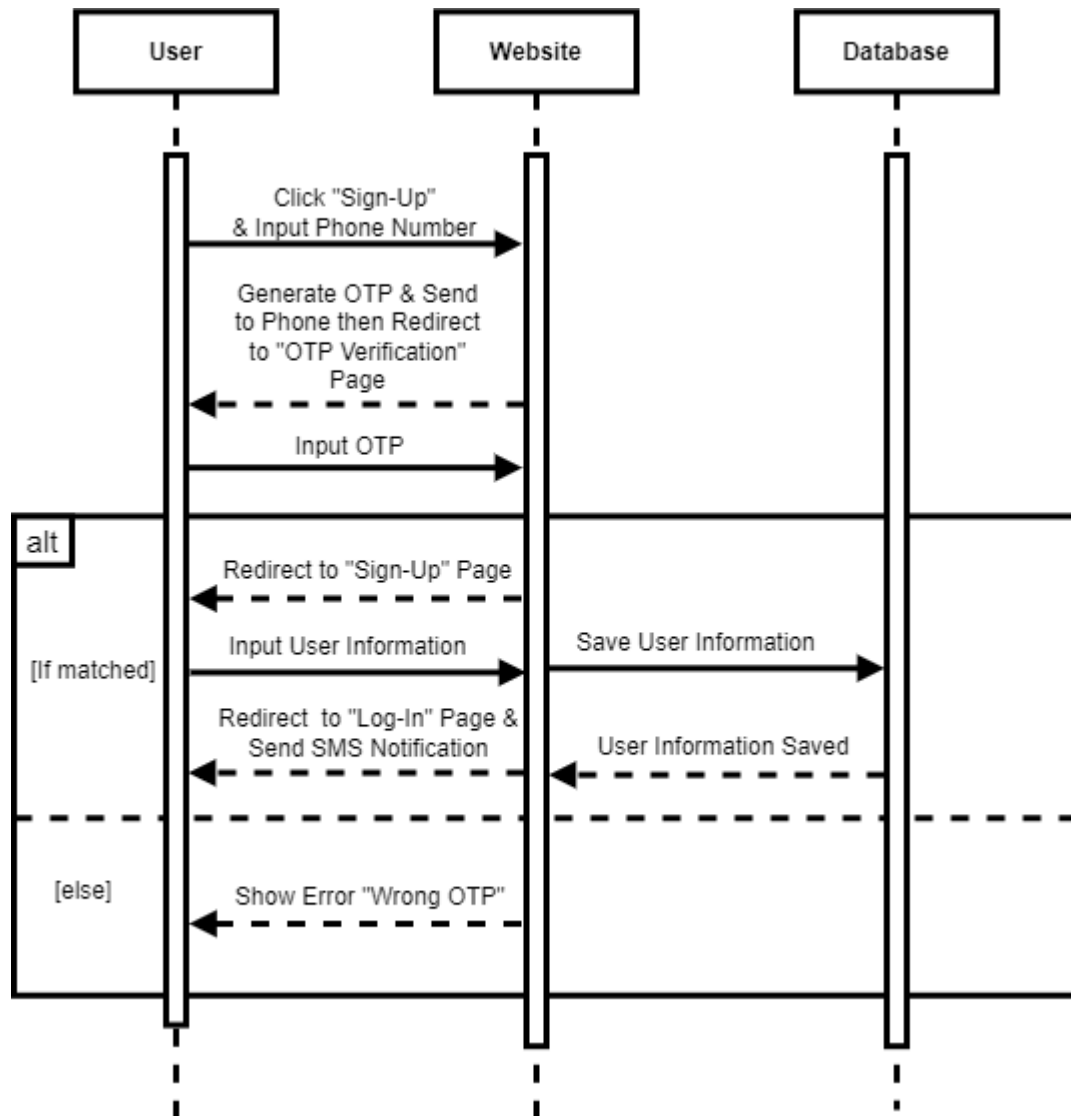 User
Website
Database
Click "Sign-Up"
& Input Phone Number
Generate OTP & Send
to Phone then Redirect
to "OTP Verification"
Page
Input OTP
alt
Redirect to "Sign-Up" Page
[If matched]
Input User Information
Save User Information
Redirect to "Log-In" Page &
Send SMS Notification
User Information Saved
[else]
Show Error "Wrong OTP"